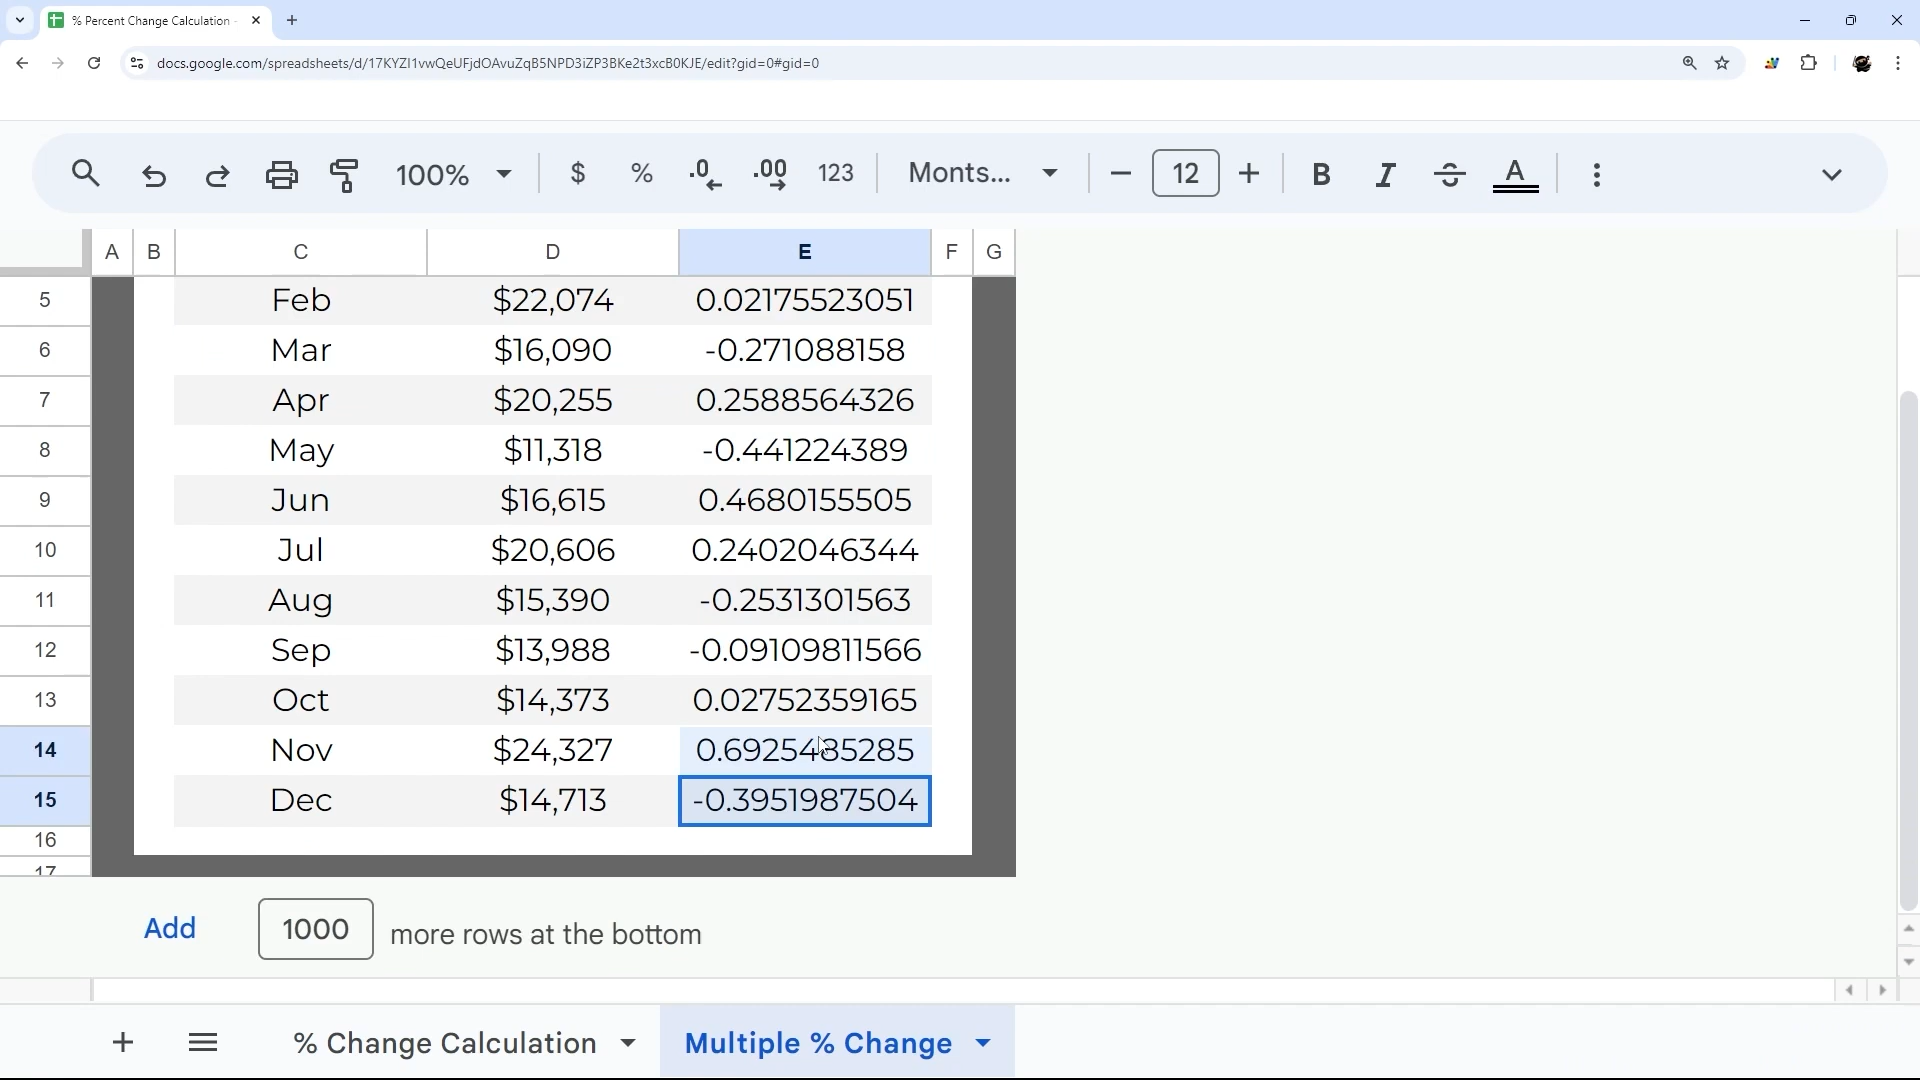 % Percent Change Calculation -
docs.google.com/spreadsheets/d/17KYZI1vwQeUFjdOAvuZqB5NPD3iZP3BKe2t3xcB0KJE/edit?gid=0#gid=0
100% $ % .0 .00 123 Monts... 12 B I S A
A B C D E F G
5 Feb $22,074 0.02175523051
6 Mar $16,090 -0.271088158
7 Apr $20,255 0.2588564326
8 May $11,318 -0.441224389
9 Jun $16,615 0.4680155505
10 Jul $20,606 0.2402046344
11 Aug $15,390 -0.2531301563
12 Sep $13,988 -0.09109811566
13 Oct $14,373 0.02752359165
14 Nov $24,327 0.6925485285
15 Dec $14,713 -0.3951987504
16
17
Add 1000 more rows at the bottom
% Change Calculation Multiple % Change